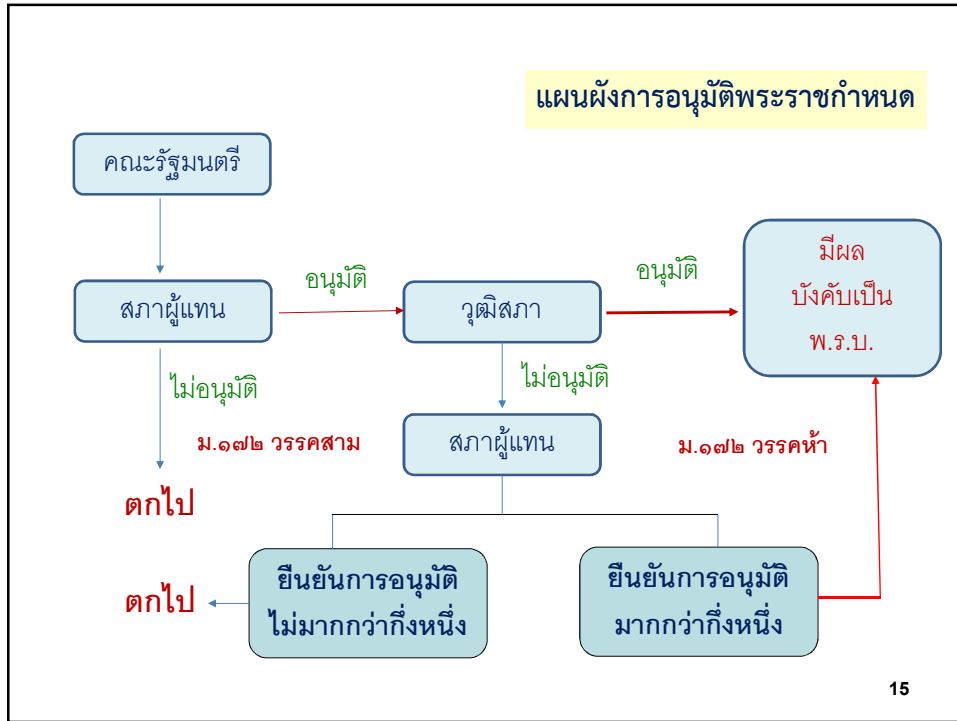 แผนผังการอนุมัติพระราชกำหนด
คณะรัฐมนตรี
สภาผู้แทน
อนุมัติ
วุฒิสภา
อนุมัติ
มีผล
บังคับเป็น
พ.ร.บ.
ไม่อนุมัติ
ไม่อนุมัติ
ม.๑๗๒ วรรคสาม
สภาผู้แทน
ม.๑๗๒ วรรคห้า
ตกไป
ตกไป
ยืนยันการอนุมัติ
ไม่มากกว่ากึ่งหนึ่ง
ยืนยันการอนุมัติ
มากกว่ากึ่งหนึ่ง
15